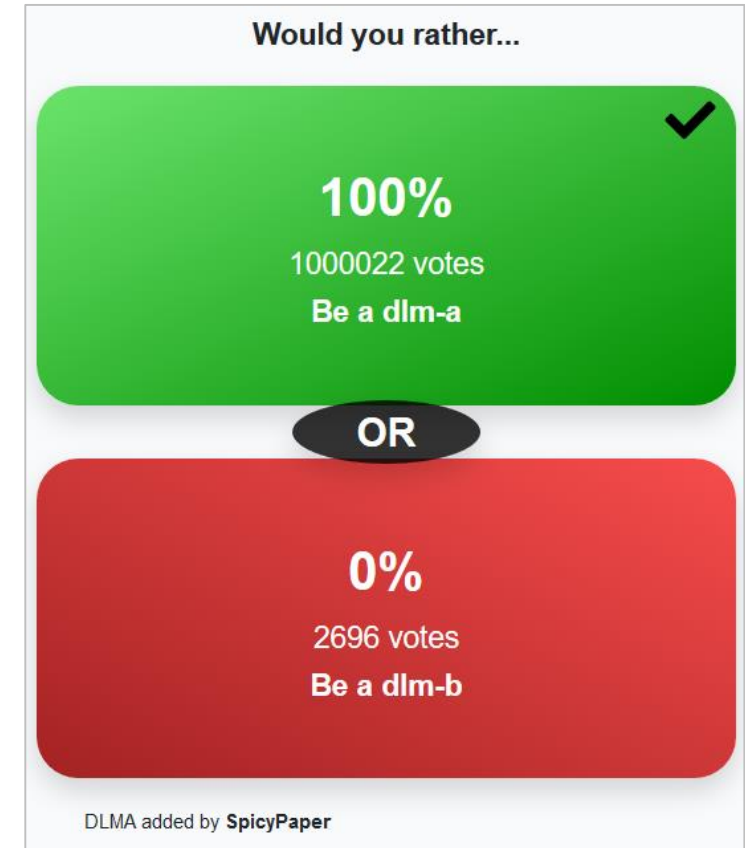 Would you rather...
100%
1000022 votes
Be a dlm-a
OR
0%
2696 votes
Be a dlm-b
DLMA added by SpicyPaper